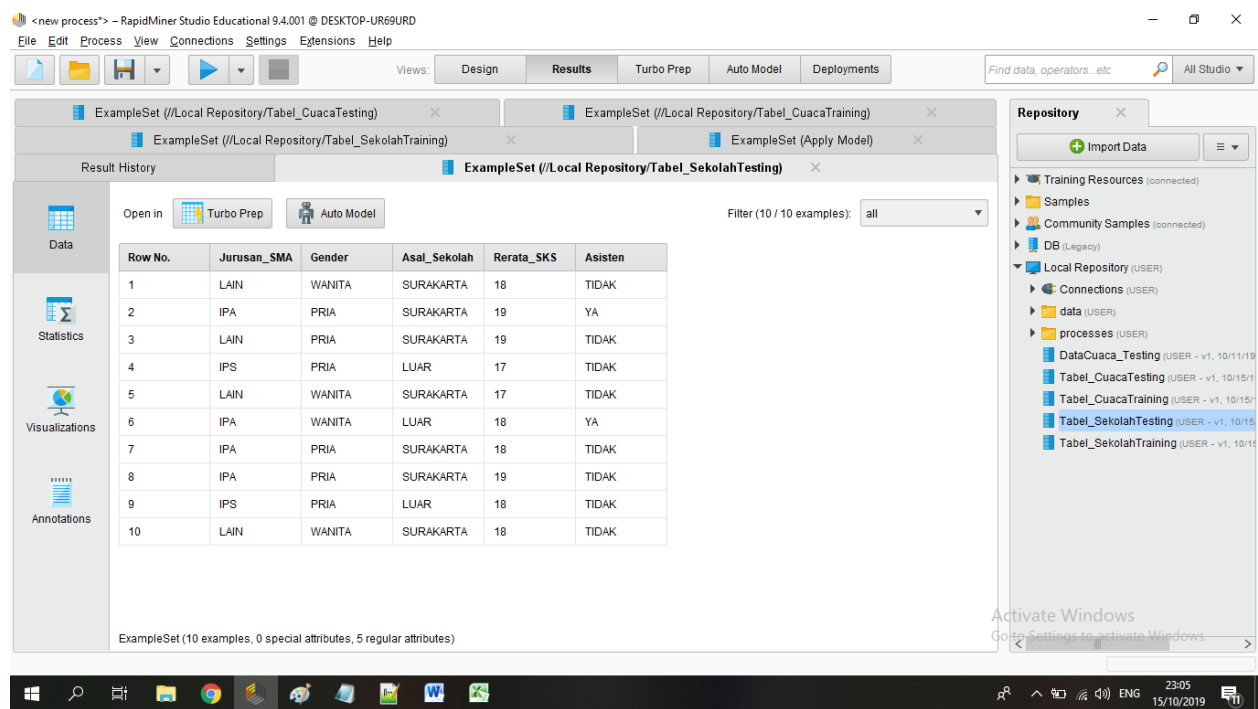 <new process*> – RapidMiner Studio Educational 9.4.001 @ DESKTOP-UR69URD
File Edit Process View Connections Settings Extensions Help
Views: Design Results Turbo Prep Auto Model Deployments
Find data, operators...etc All Studio
ExampleSet (//Local Repository/Tabel_CuacaTesting)
ExampleSet (//Local Repository/Tabel_CuacaTraining)
ExampleSet (//Local Repository/Tabel_SekolahTraining)
ExampleSet (Apply Model)
Result History
ExampleSet (//Local Repository/Tabel_SekolahTesting)
Data
Statistics
Visualizations
Annotations
Open in Turbo Prep Auto Model
Filter (10 / 10 examples): all
Row No. Jurusan_SMA Gender Asal_Sekolah Rerata_SKS Asisten
1 LAIN WANITA SURAKARTA 18 TIDAK
2 IPA PRIA SURAKARTA 19 YA
3 LAIN PRIA SURAKARTA 19 TIDAK
4 IPS PRIA LUAR 17 TIDAK
5 LAIN WANITA SURAKARTA 17 TIDAK
6 IPA WANITA LUAR 18 YA
7 IPA PRIA SURAKARTA 18 TIDAK
8 IPA PRIA SURAKARTA 19 TIDAK
9 IPS PRIA LUAR 18 TIDAK
10 LAIN WANITA SURAKARTA 18 TIDAK
ExampleSet (10 examples, 0 special attributes, 5 regular attributes)
Repository
Import Data
Training Resources (connected)
Samples
Community Samples (connected)
DB (Legacy)
Local Repository (USER)
Connections (USER)
data (USER)
processes (USER)
DataCuaca_Testing (USER - v1, 10/11/19
Tabel_CuacaTesting (USER - v1, 10/15/1
Tabel_CuacaTraining (USER - v1, 10/15/
Tabel_SekolahTesting (USER - v1, 10/15
Tabel_SekolahTraining (USER - v1, 10/15
Activate Windows
Go to Settings to activate Windows.
ENG
23:05
15/10/2019